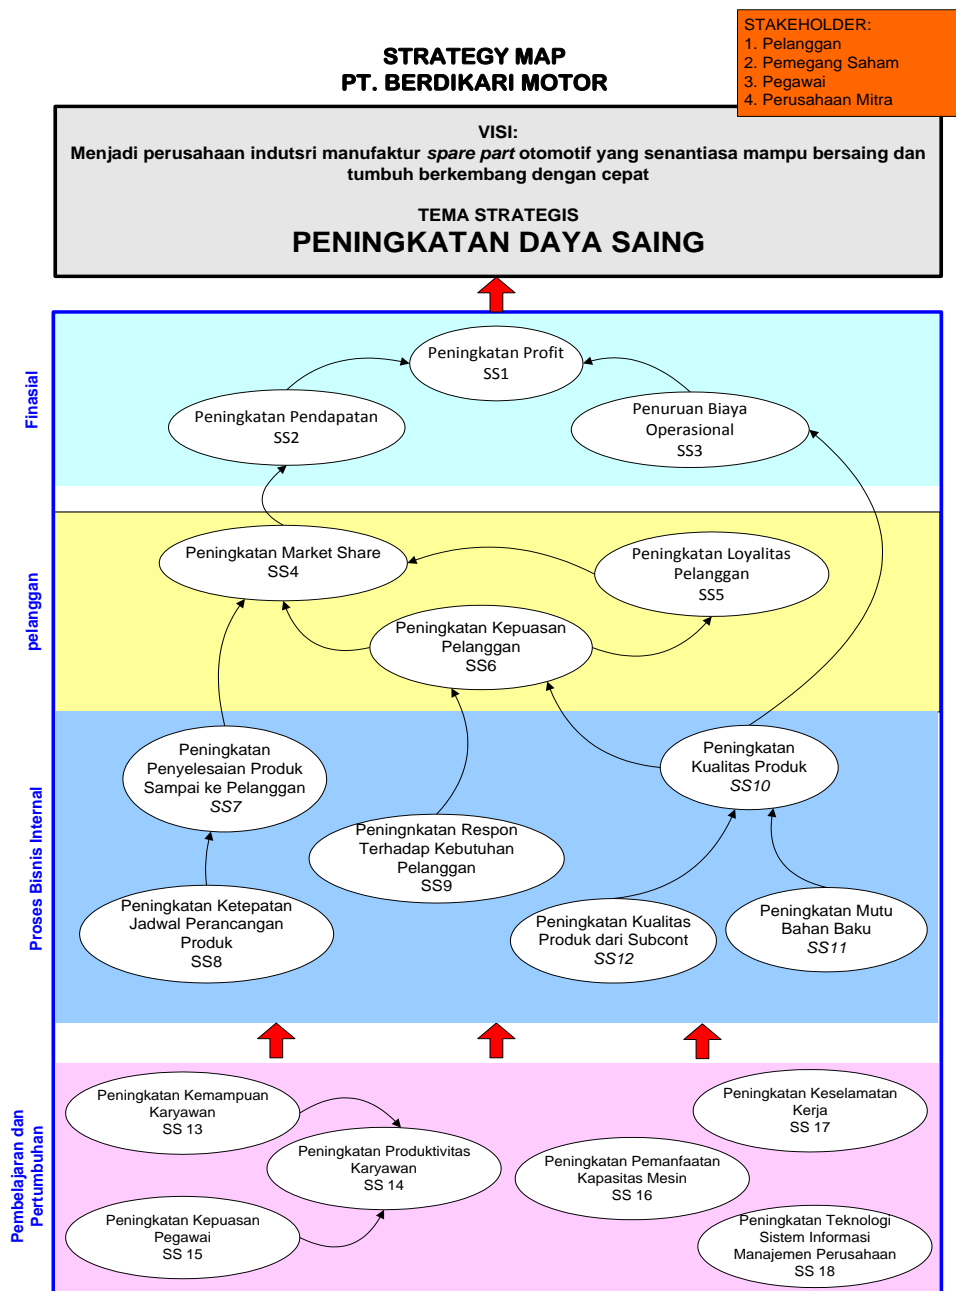 STAKEHOLDER:
1. Pelanggan
2. Pemegang Saham
3. Pegawai
4. Perusahaan Mitra
STRATEGY MAP
PT. BERDIKARI MOTOR
VISI:
Menjadi perusahaan indutsri manufaktur spare part otomotif yang senantiasa mampu bersaing dan
tumbuh berkembang dengan cepat
TEMA STRATEGIS
PENINGKATAN DAYA SAING
Finasial
Peningkatan Profit
SS1
Peningkatan Pendapatan
SS2
Penuruan Biaya
Operasional
SS3
pelanggan
Peningkatan Market Share
SS4
Peningkatan Loyalitas
Pelanggan
SS5
Peningkatan Kepuasan
Pelanggan
SS6
Proses Bisnis Internal
Peningkatan
Penyelesaian Produk
Sampai ke Pelanggan
SS7
Peningkatan
Kualitas Produk
SS10
Peningnkatan Respon
Terhadap Kebutuhan
Pelanggan
SS9
Peningkatan Ketepatan
Jadwal Perancangan
Produk
SS8
Peningkatan Kualitas
Produk dari Subcont
SS12
Peningkatan Mutu
Bahan Baku
SS11
Pembelajaran dan
Pertumbuhan
Peningkatan Kemampuan
Karyawan
SS 13
Peningkatan Produktivitas
Karyawan
SS 14
Peningkatan Kepuasan
Pegawai
SS 15
Peningkatan Pemanfaatan
Kapasitas Mesin
SS 16
Peningkatan Keselamatan
Kerja
SS 17
Peningkatan Teknologi
Sistem Informasi
Manajemen Perusahaan
SS 18